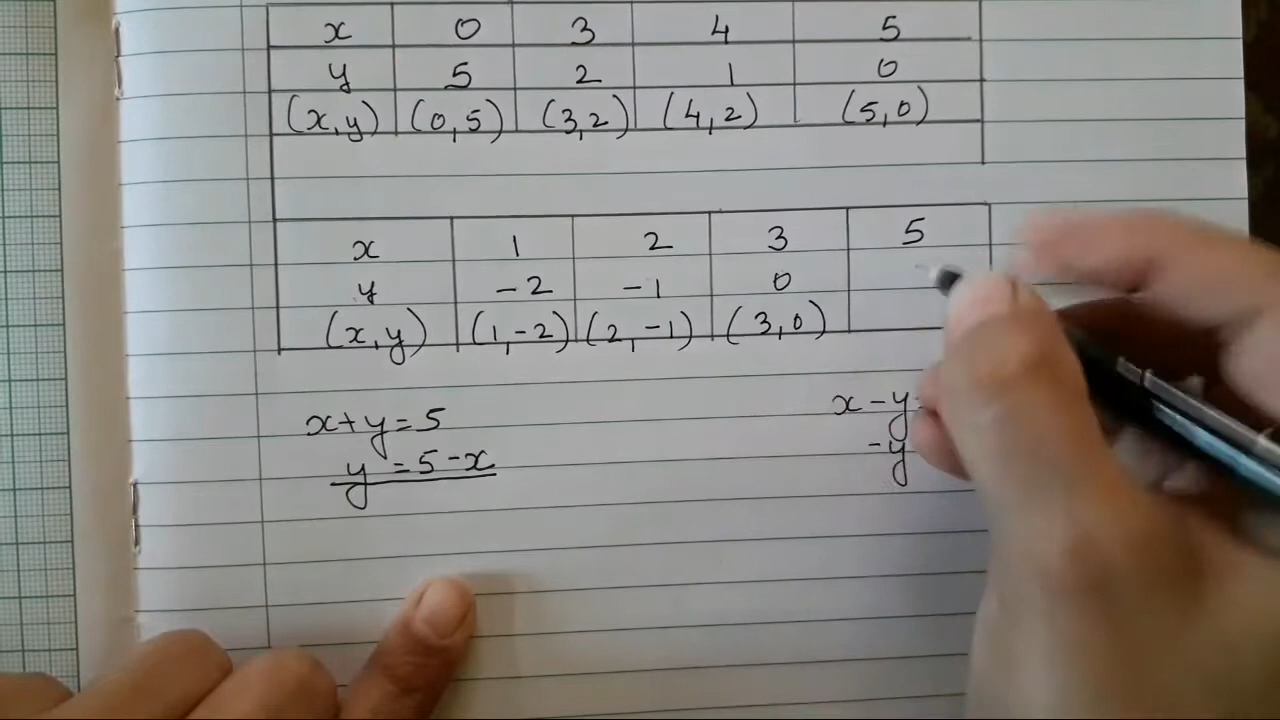 x 0 3 4 5
y 5 2 1 0
(x,y) (0,5) (3,2) (4,2) (5,0)
x 1 2 3 5
y -2 -1 0
(x,y) (1,-2) (2,-1) (3,0)
x+y=5
y =5-x
x-y=
-y